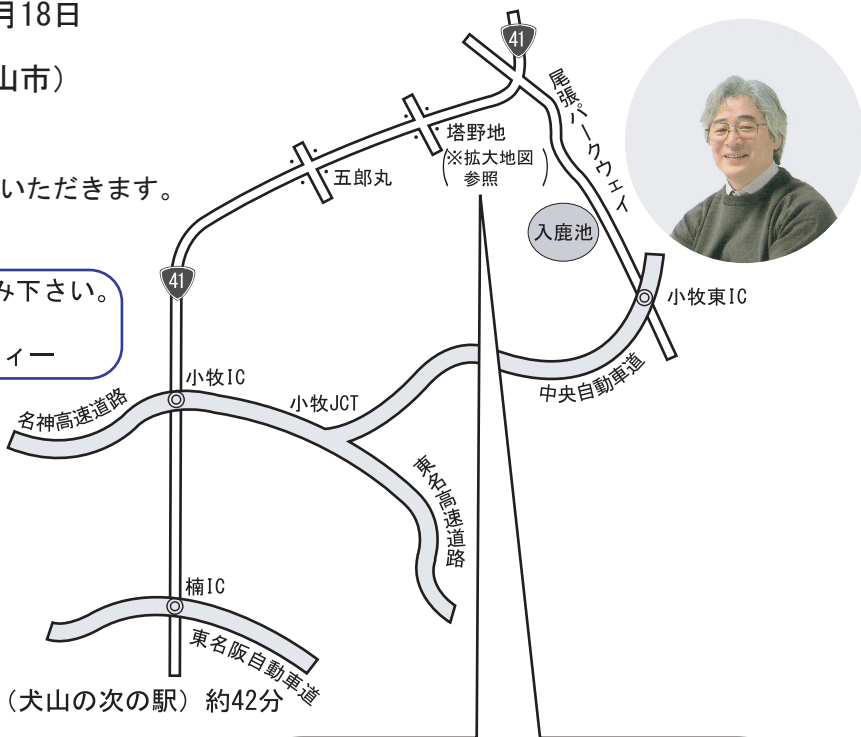 月18日
山市）
いただきます。
み下さい。
ィー
41
尾張パークウェイ
塔野地
（※拡大地図
参照）
五郎丸
入鹿池
41
小牧東IC
小牧IC
小牧JCT
中央自動車道
名神高速道路
東名高速道路
楠IC
東名阪自動車道
（犬山の次の駅）約42分